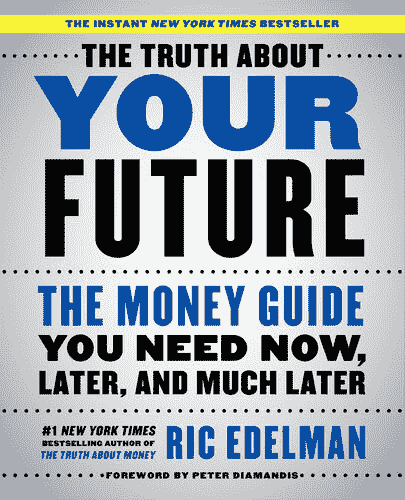 THE INSTANT NEW YORK TIMES BESTSELLER
THE TRUTH ABOUT
YOUR
FUTURE
THE MONEY GUIDE
YOU NEED NOW,
LATER, AND MUCH LATER
#1 NEW YORK TIMES
BESTSELLING AUTHOR OF
THE TRUTH ABOUT MONEY
RIC EDELMAN
FOREWORD BY PETER DIAMANDIS